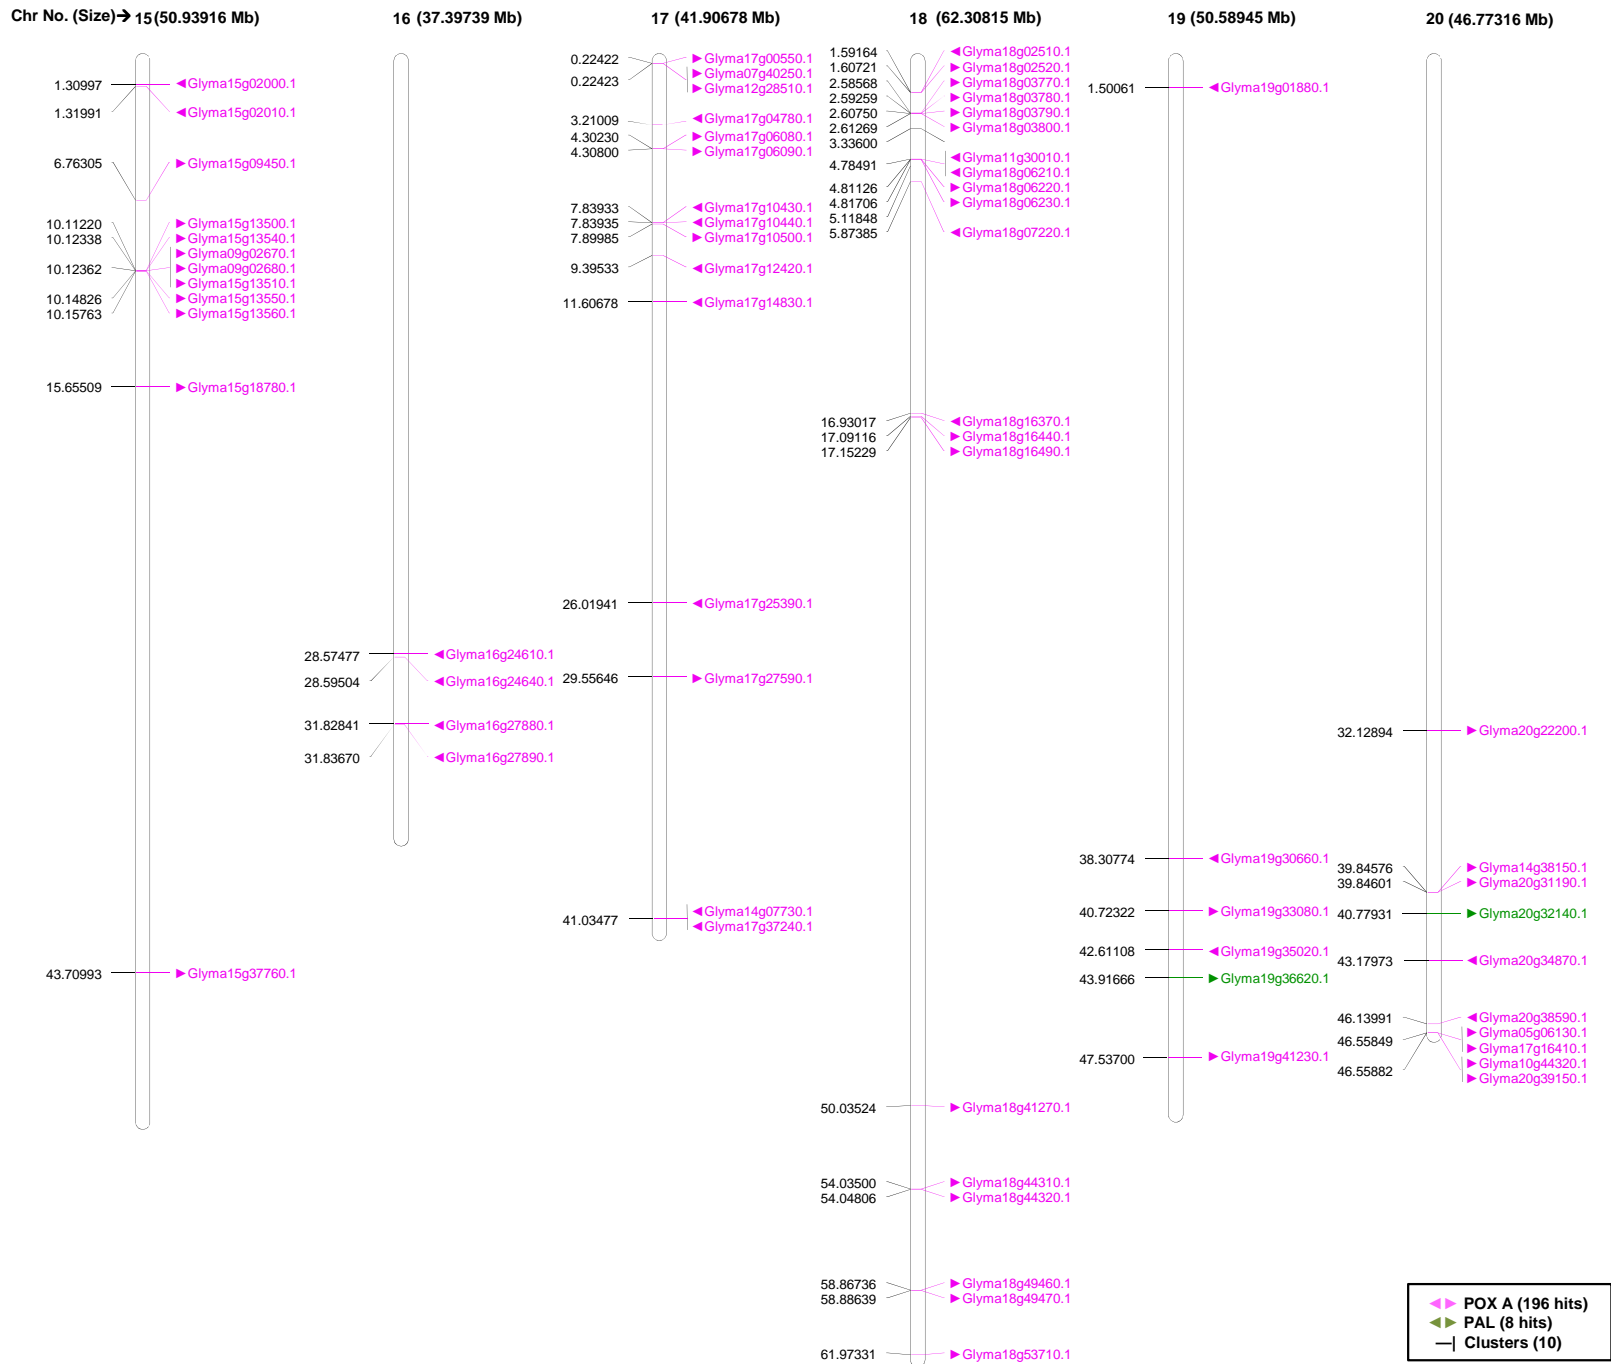 Chr No. (Size)→ 15 (50.93916 Mb)
1.30997 ◄Glyma15g02000.1
1.31991 ◄Glyma15g02010.1
6.76305 ►Glyma15g09450.1
10.11220 ►Glyma15g13500.1
10.12338 ►Glyma15g13540.1
►Glyma09g02670.1
10.12362 ►Glyma09g02680.1
►Glyma15g13510.1
10.14826 ►Glyma15g13550.1
10.15763 ►Glyma15g13560.1
15.65509 ►Glyma15g18780.1
43.70993 ►Glyma15g37760.1
16 (37.39739 Mb)
28.57477 ◄Glyma16g24610.1
28.59504 ◄Glyma16g24640.1
31.82841 ◄Glyma16g27880.1
31.83670 ◄Glyma16g27890.1
17 (41.90678 Mb)
0.22422 ►Glyma17g00550.1
►Glyma07g40250.1
0.22423 ►Glyma12g28510.1
3.21009 ◄Glyma17g04780.1
4.30230 ►Glyma17g06080.1
4.30800 ►Glyma17g06090.1
7.83933 ◄Glyma17g10430.1
7.83935 ◄Glyma17g10440.1
7.89985 ►Glyma17g10500.1
9.39533 ◄Glyma17g12420.1
11.60678 ◄Glyma17g14830.1
26.01941 ◄Glyma17g25390.1
29.55646 ►Glyma17g27590.1
◄Glyma14g07730.1
41.03477 ◄Glyma17g37240.1
18 (62.30815 Mb)
1.59164 ◄Glyma18g02510.1
1.60721 ►Glyma18g02520.1
2.58568 ►Glyma18g03770.1
2.59259 ►Glyma18g03780.1
2.60750 ►Glyma18g03790.1
2.61269 ►Glyma18g03800.1
3.33600
◄Glyma11g30010.1
4.78491 ◄Glyma18g06210.1
4.81126 ►Glyma18g06220.1
4.81706 ►Glyma18g06230.1
5.11848
5.87385 ◄Glyma18g07220.1
16.93017 ◄Glyma18g16370.1
17.09116 ►Glyma18g16440.1
17.15229 ►Glyma18g16490.1
50.03524 ►Glyma18g41270.1
54.03500 ►Glyma18g44310.1
54.04806 ►Glyma18g44320.1
58.86736 ►Glyma18g49460.1
58.88639 ►Glyma18g49470.1
61.97331 ►Glyma18g53710.1
19 (50.58945 Mb)
1.50061 ◄Glyma19g01880.1
38.30774 ◄Glyma19g30660.1
40.72322 ►Glyma19g33080.1
42.61108 ◄Glyma19g35020.1
43.91666 ►Glyma19g36620.1
47.53700 ►Glyma19g41230.1
20 (46.77316 Mb)
32.12894 ►Glyma20g22200.1
39.84576 ►Glyma14g38150.1
39.84601 ►Glyma20g31190.1
40.77931 ►Glyma20g32140.1
43.17973 ◄Glyma20g34870.1
46.13991 ◄Glyma20g38590.1
►Glyma05g06130.1
46.55849 ►Glyma17g16410.1
►Glyma10g44320.1
46.55882 ►Glyma20g39150.1
◄► POX A (196 hits)
◄► PAL (8 hits)
—| Clusters (10)